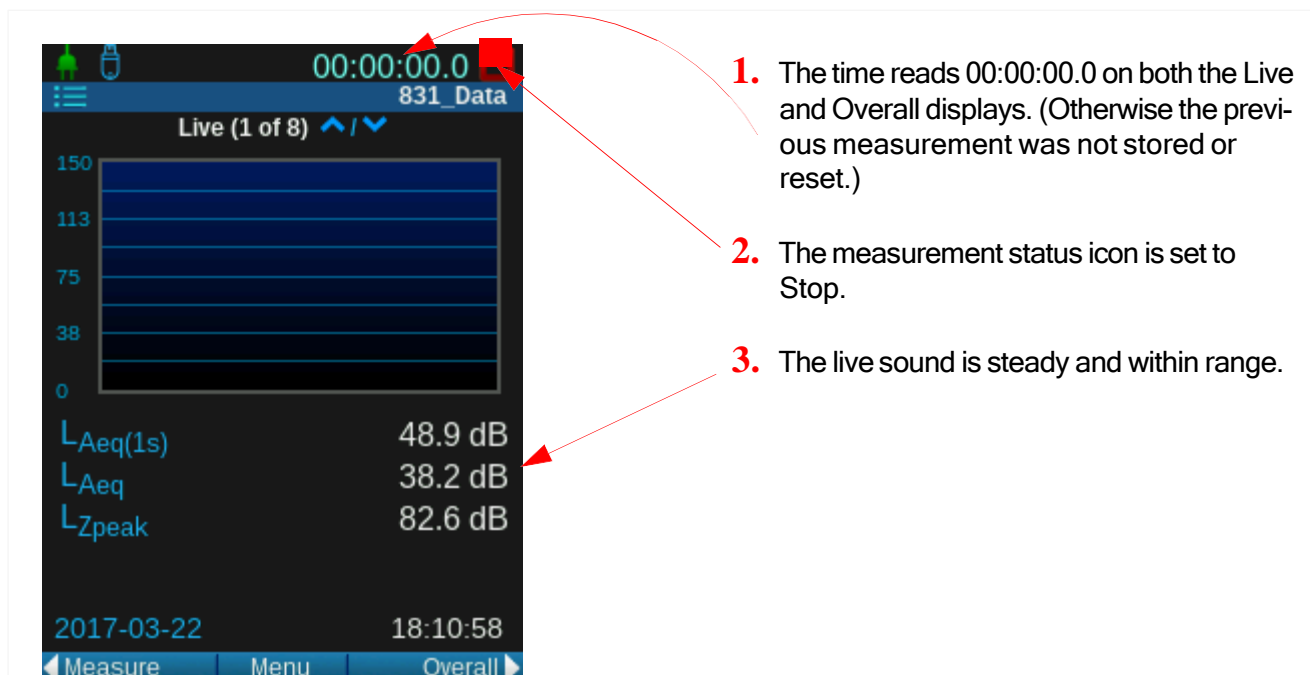 00:00:00.0
831_Data
Live (1 of 8) /
150
113
75
38
0
LAeq(1s) 48.9 dB
LAeq 38.2 dB
LZpeak 82.6 dB
2017-03-22 18:10:58
Measure Menu Overall
1. The time reads 00:00:00.0 on both the Live
and Overall displays. (Otherwise the previ-
ous measurement was not stored or
reset.)
2. The measurement status icon is set to
Stop.
3. The live sound is steady and within range.